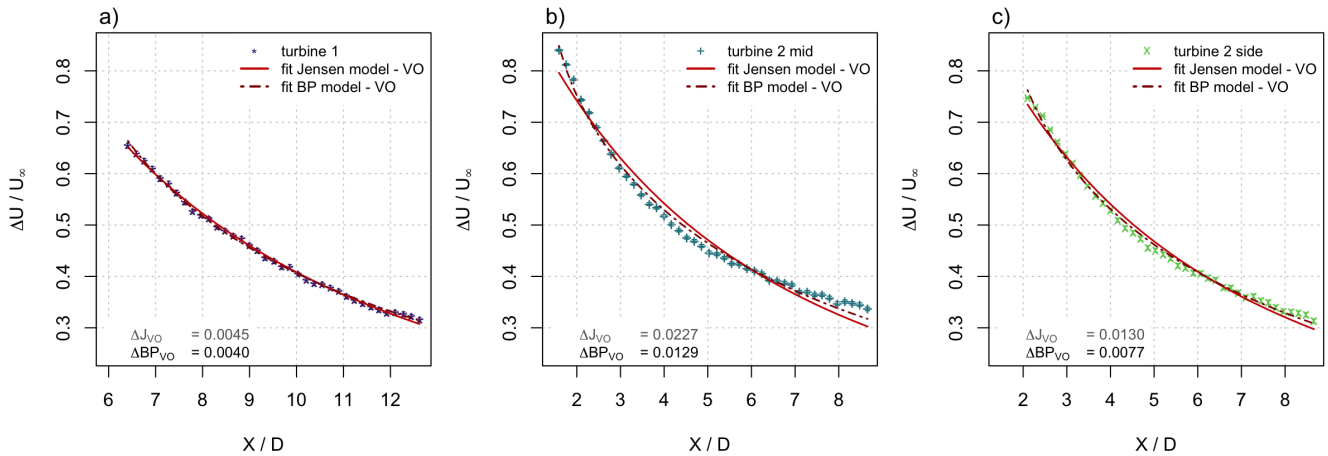 a)
turbine 1
fit Jensen model - VO
fit BP model - VO
0.8
0.7
0.6
0.5
0.4
0.3
ΔU / U∞
ΔJVO = 0.0045
ΔBPVO = 0.0040
6 7 8 9 10 11 12
X / D
b)
turbine 2 mid
fit Jensen model - VO
fit BP model - VO
0.8
0.7
0.6
0.5
0.4
0.3
ΔU / U∞
ΔJVO = 0.0227
ΔBPVO = 0.0129
2 3 4 5 6 7 8
X / D
c)
turbine 2 side
fit Jensen model - VO
fit BP model - VO
0.8
0.7
0.6
0.5
0.4
0.3
ΔU / U∞
ΔJVO = 0.0130
ΔBPVO = 0.0077
2 3 4 5 6 7 8
X / D